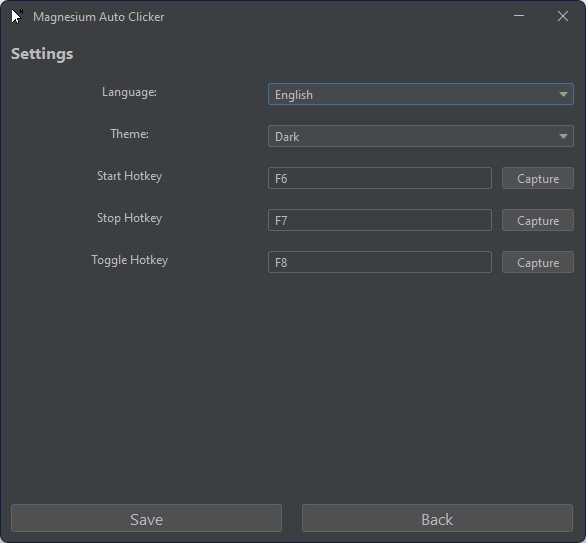 Magnesium Auto Clicker
Settings
Language: English
Theme: Dark
Start Hotkey F6 Capture
Stop Hotkey F7 Capture
Toggle Hotkey F8 Capture
Save Back